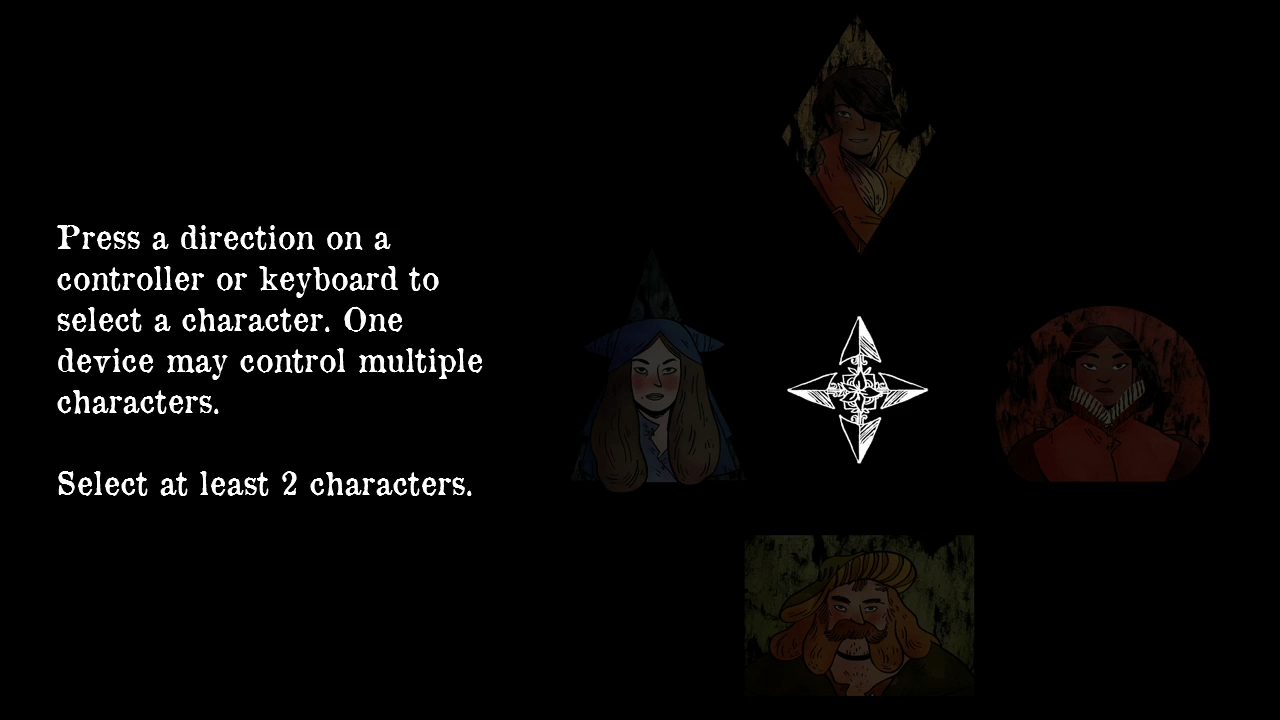 Press a direction on a
controller or keyboard to
select a character. One
device may control multiple
characters.
Select at least 2 characters.